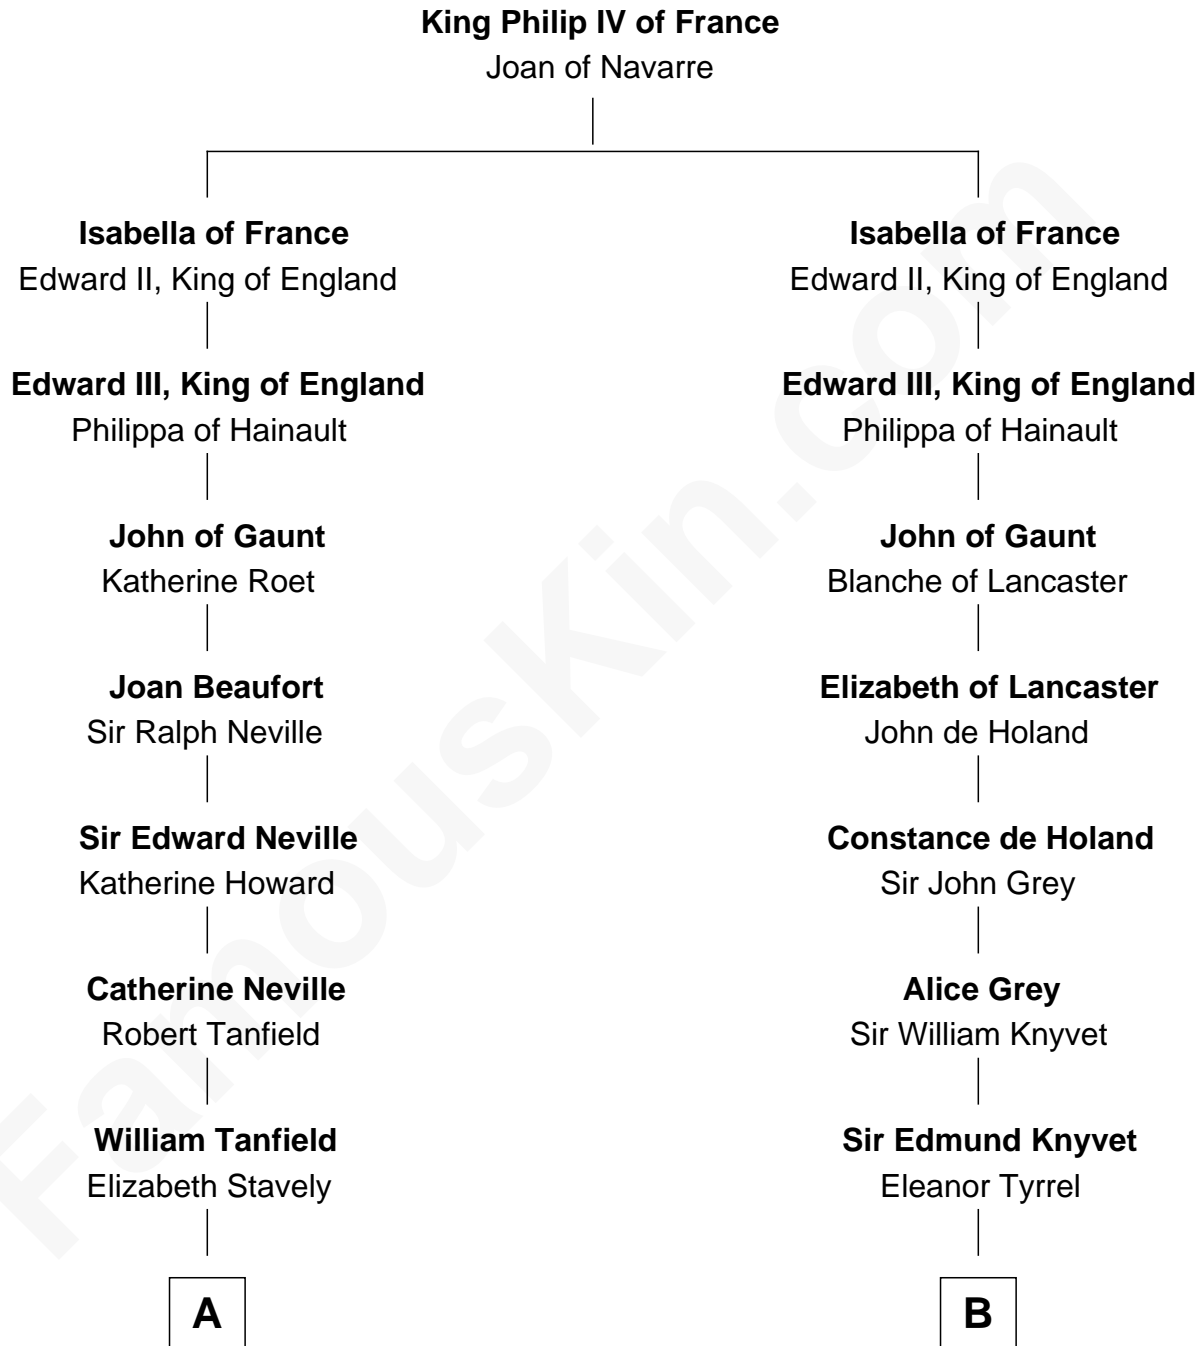 King Philip IV of France
Joan of Navarre
Isabella of France
Edward II, King of England
Edward III, King of England
Philippa of Hainault
John of Gaunt
Katherine Roet
Joan Beaufort
Sir Ralph Neville
Sir Edward Neville
Katherine Howard
Catherine Neville
Robert Tanfield
William Tanfield
Elizabeth Stavely
A
Isabella of France
Edward II, King of England
Edward III, King of England
Philippa of Hainault
John of Gaunt
Blanche of Lancaster
Elizabeth of Lancaster
John de Holand
Constance de Holand
Sir John Grey
Alice Grey
Sir William Knyvet
Sir Edmund Knyvet
Eleanor Tyrrel
B
FamousKin.com